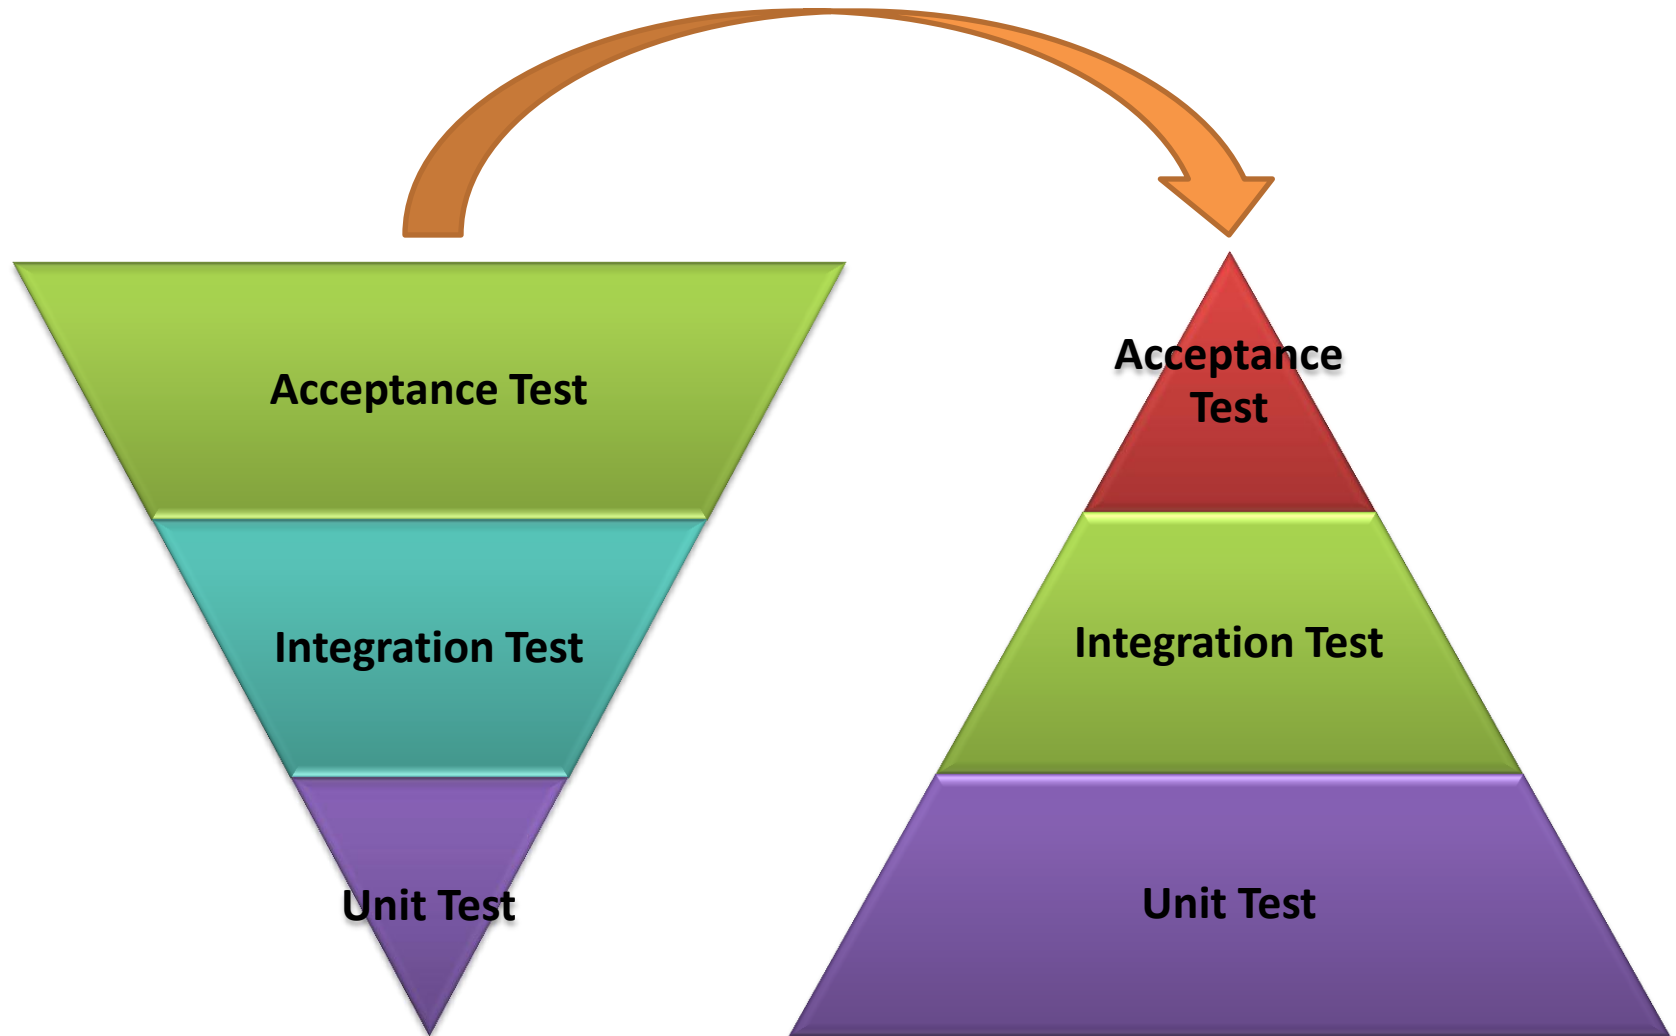 Acceptance Test
Integration Test
Unit Test
Acceptance
Test
Integration Test
Unit Test